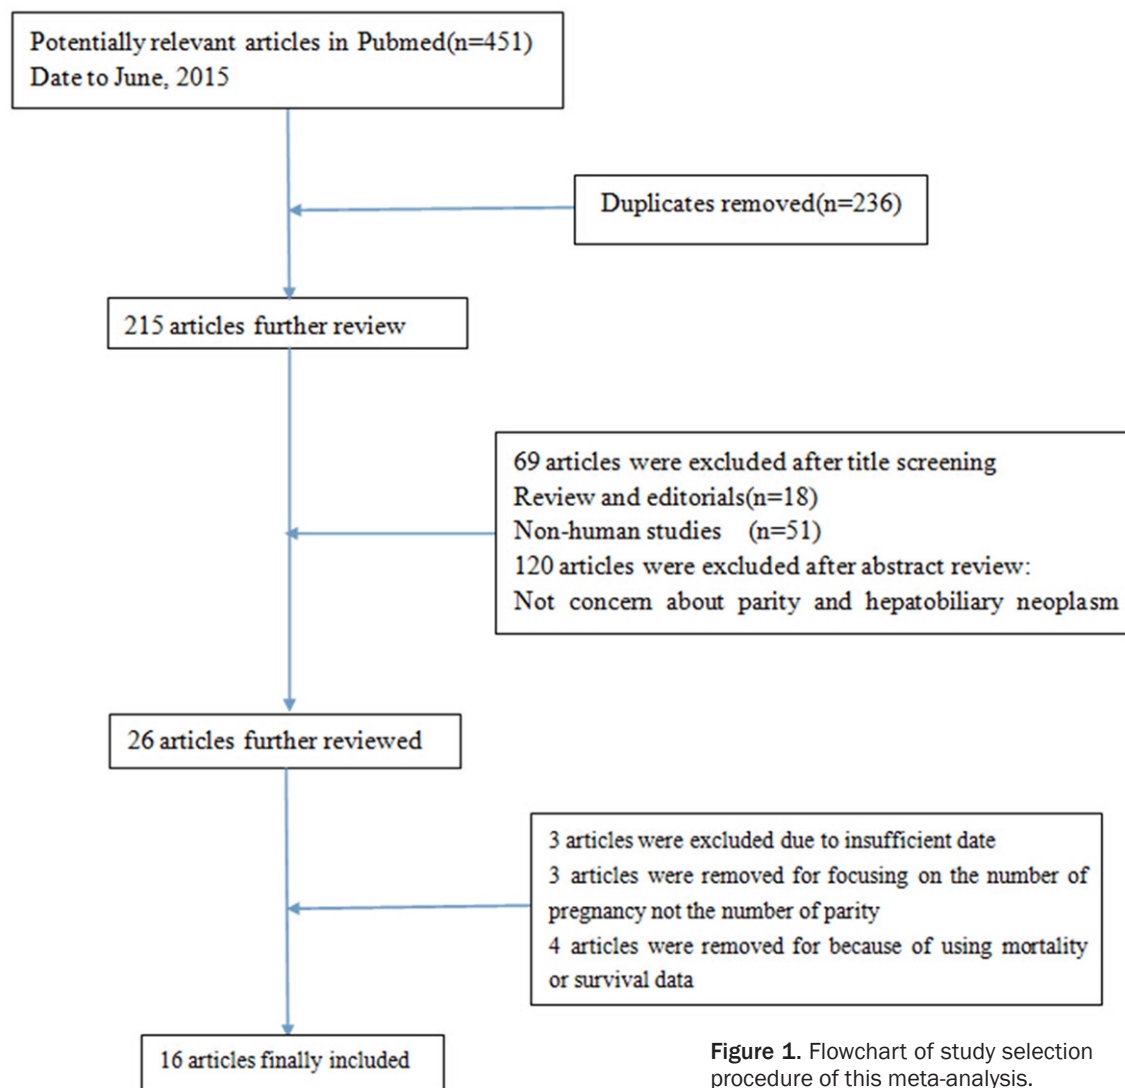 Potentially relevant articles in Pubmed(n=451)
Date to June, 2015
Duplicates removed(n=236)
215 articles further review
69 articles were excluded after title screening
Review and editorials(n=18)
Non-human studies (n=51)
120 articles were excluded after abstract review:
Not concern about parity and hepatobiliary neoplasm
26 articles further reviewed
3 articles were excluded due to insufficient date
3 articles were removed for focusing on the number of
pregnancy not the number of parity
4 articles were removed for because of using mortality
or survival data
16 articles finally included
Figure 1. Flowchart of study selection
procedure of this meta-analysis.